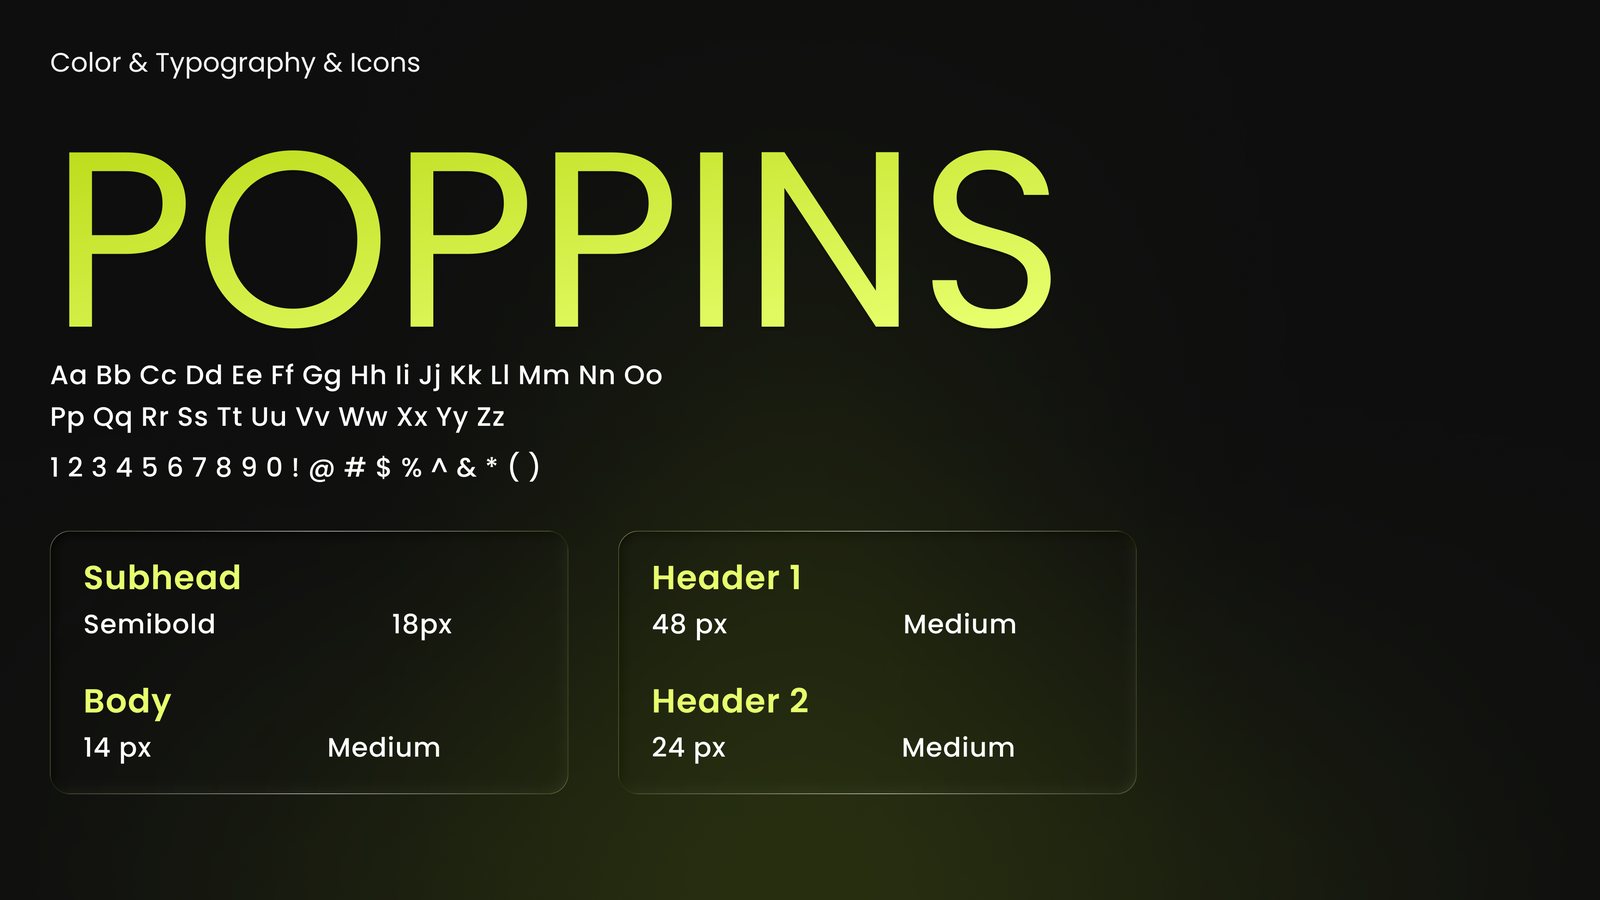 Color & Typography & Icons
POPPINS
Aa Bb Cc Dd Ee Ff Gg Hh Ii Jj Kk Ll Mm Nn Oo
Pp Qq Rr Ss Tt Uu Vv Ww Xx Yy Zz
1 2 3 4 5 6 7 8 9 0 ! @ # $ % ^ & * ( )
Subhead
Semibold 18px
Body
14 px Medium
Header 1
48 px Medium
Header 2
24 px Medium